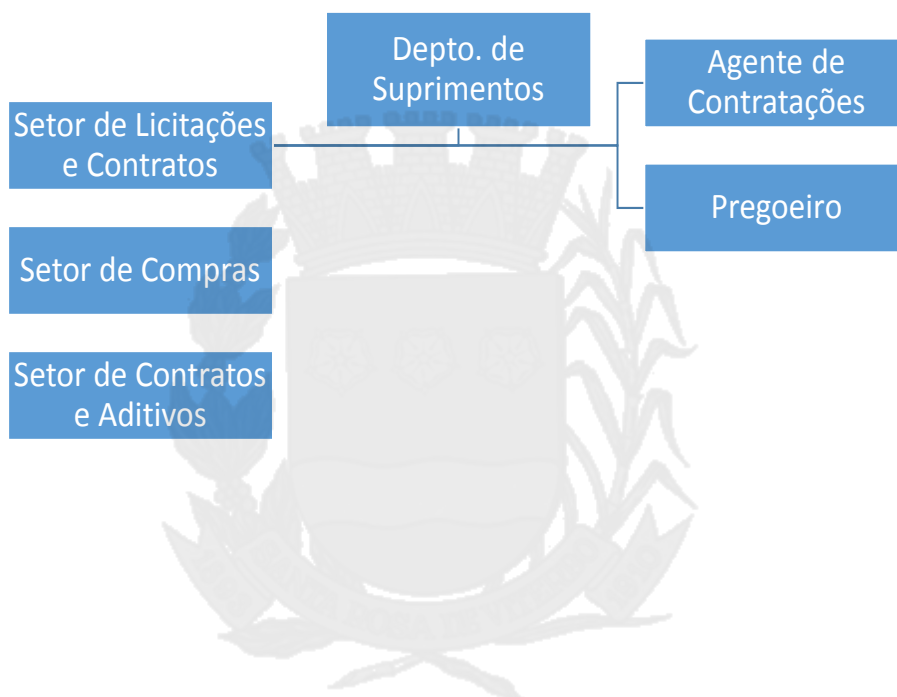 Depto. de
Suprimentos
Agente de
Contratações
Setor de Licitações
e Contratos
Pregoeiro
Setor de Compras
Setor de Contratos
e Aditivos